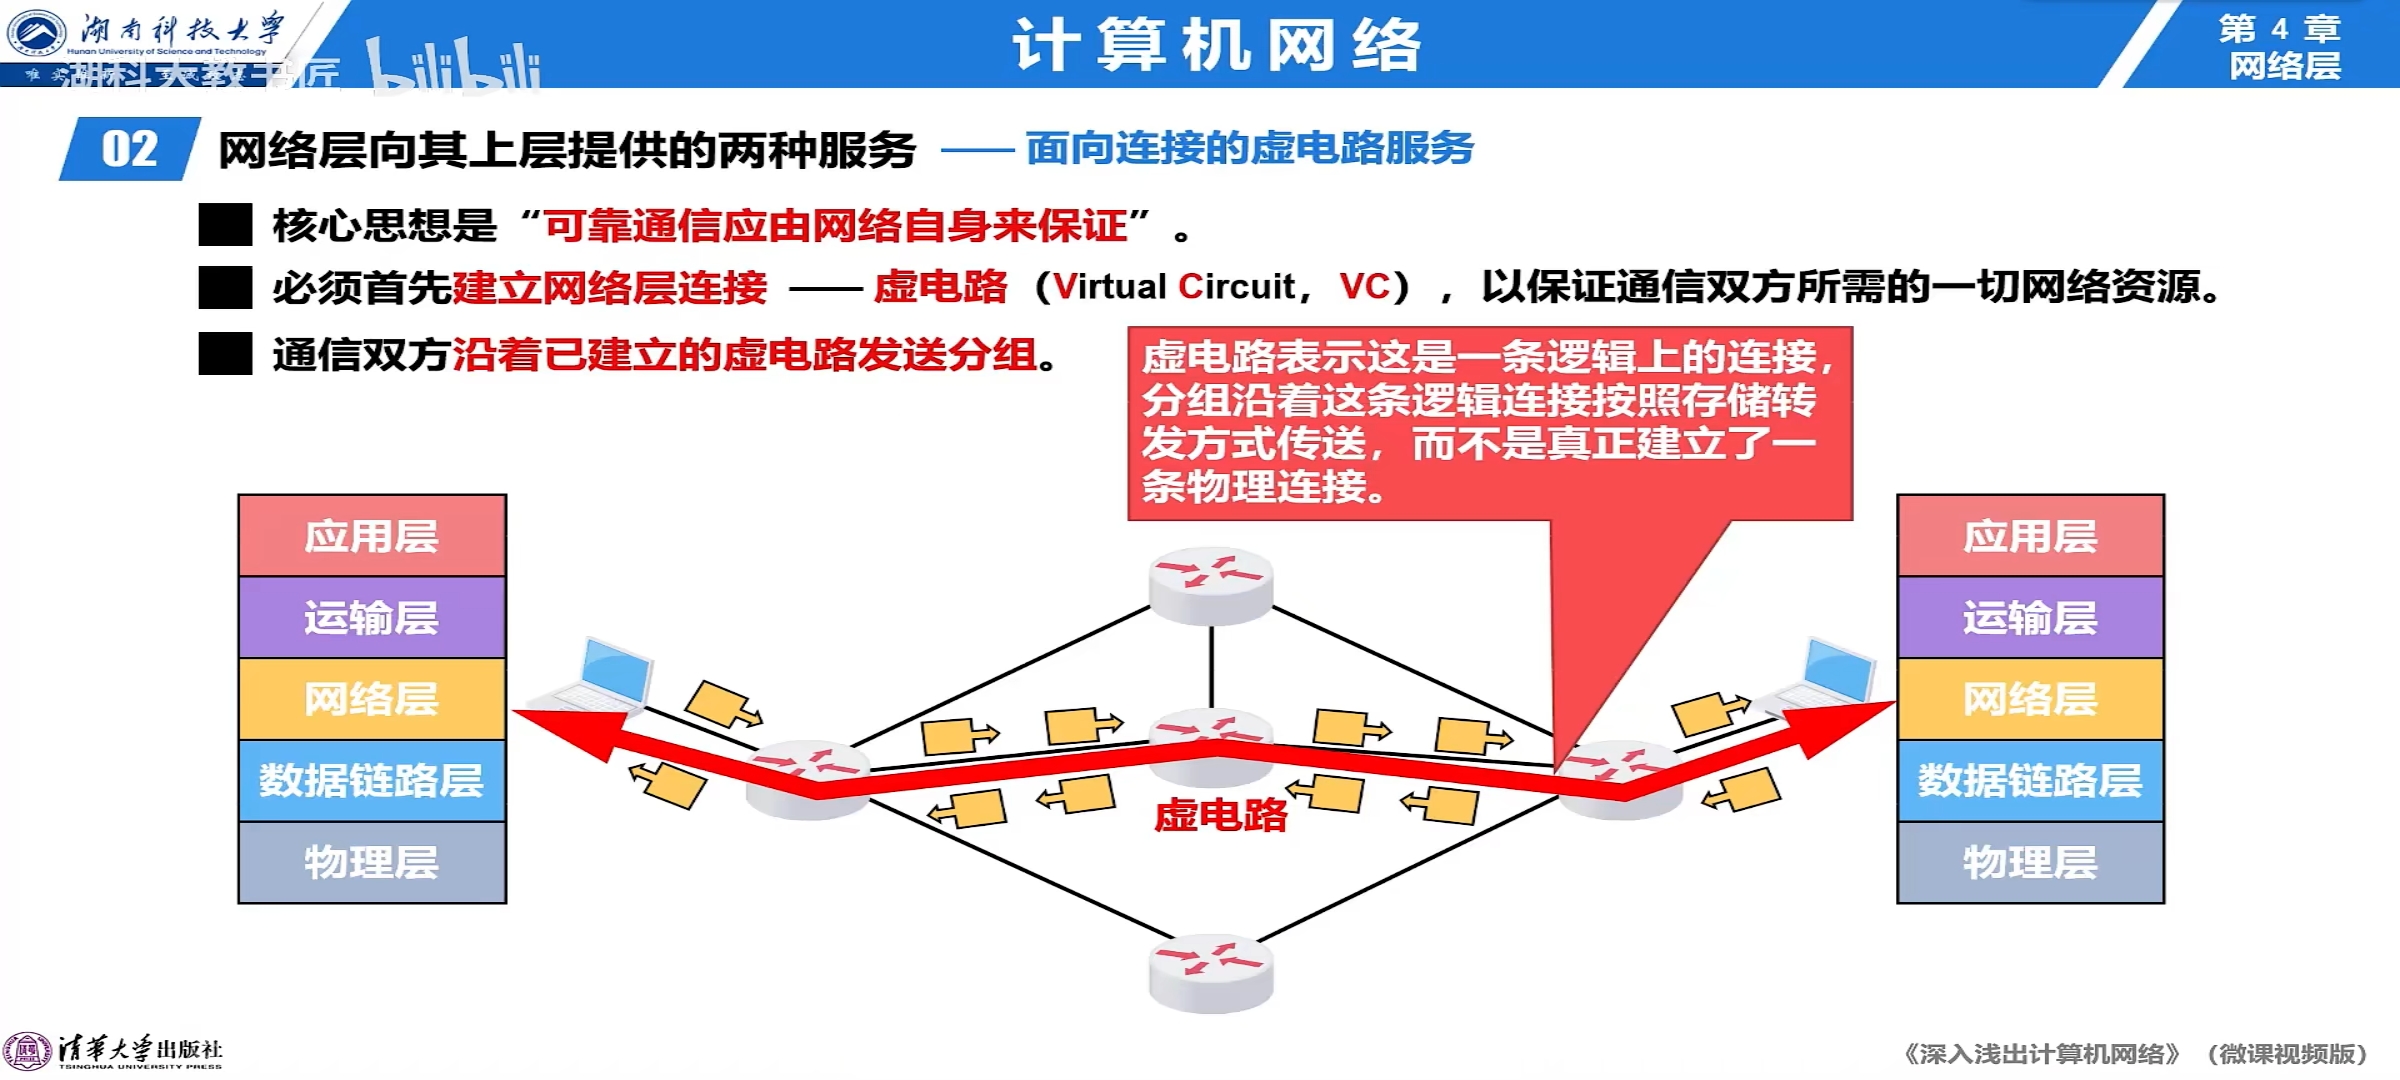 湖南科技大学
Hunan University of Science and Technology
湖科大教书匠 bilibili
计算机网络
第 4 章
网络层
02 网络层向其上层提供的两种服务 —— 面向连接的虚电路服务
核心思想是“可靠通信应由网络自身来保证”。
必须首先建立网络层连接 —— 虚电路（Virtual Circuit，VC），以保证通信双方所需的一切网络资源。
通信双方沿着已建立的虚电路发送分组。
虚电路表示这是一条逻辑上的连接，
分组沿着这条逻辑连接按照存储转
发方式传送，而不是真正建立了一
条物理连接。
应用层
运输层
网络层
数据链路层
物理层
虚电路
应用层
运输层
网络层
数据链路层
物理层
清华大学出版社
TSINGHUA UNIVERSITY PRESS
《深入浅出计算机网络》（微课视频版）